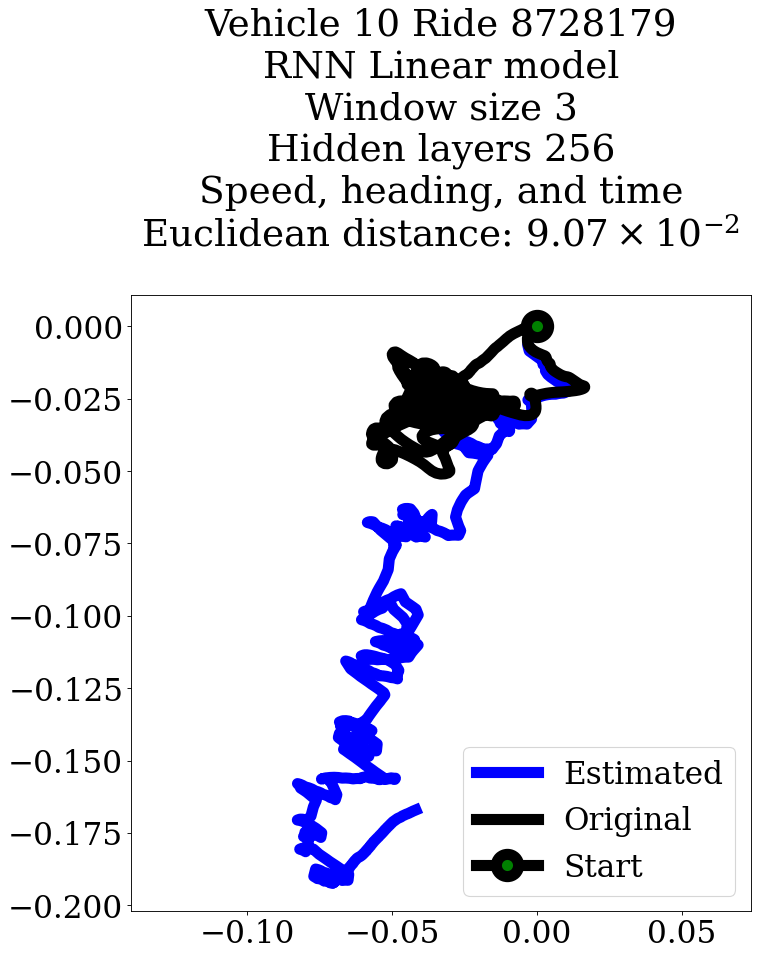 Vehicle 10 Ride 8728179
RNN Linear model
Window size 3
Hidden layers 256
Speed, heading, and time
Euclidean distance: 9.07 × 10⁻²
0.000
−0.025
−0.050
−0.075
−0.100
−0.125
−0.150
−0.175
−0.200
Estimated
Original
Start
−0.10
−0.05
0.00
0.05